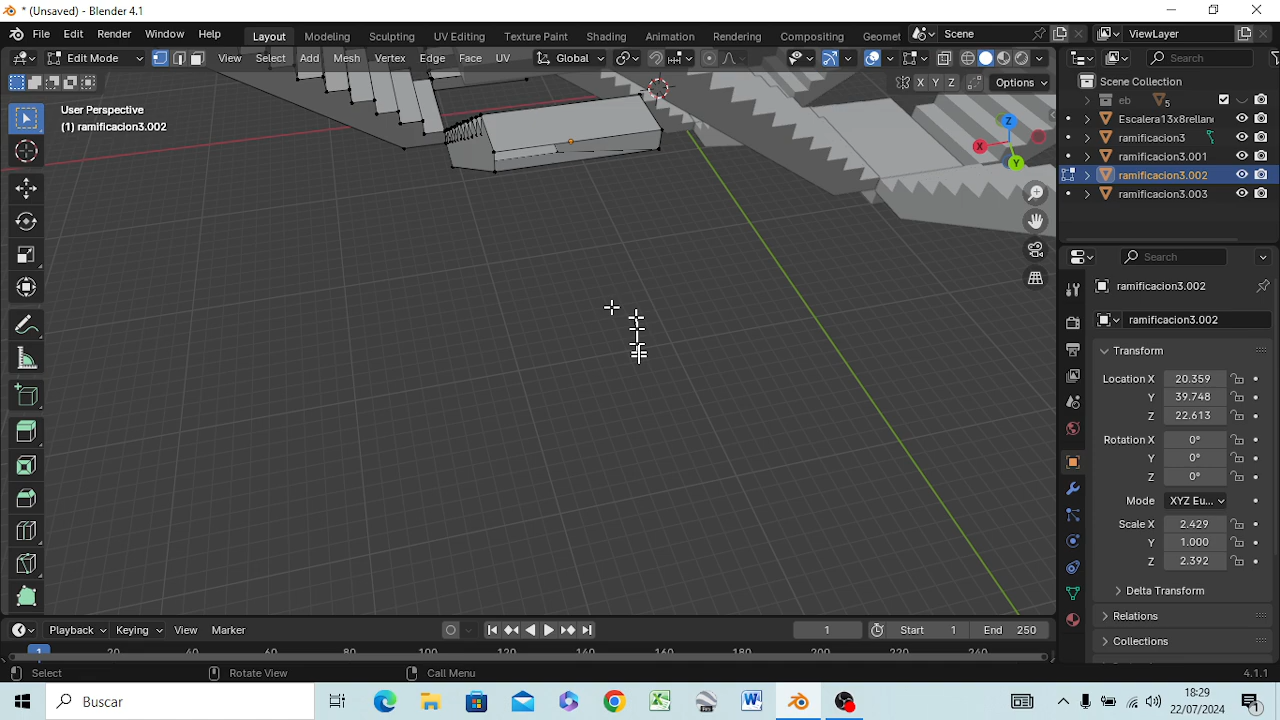 * (Unsaved) - Blender 4.1
File Edit Render Window Help Layout Modeling Sculpting UV Editing Texture Paint Shading Animation Rendering Compositing Geomet Scene ViewLayer
Edit Mode View Select Add Mesh Vertex Edge Face UV Global Search
X Y Z Options
User Perspective
(1) ramificacion3.002
Z
X
Y
Scene Collection
eb 5
Escalera13x8rellan
ramificacion3
ramificacion3.001
ramificacion3.002
ramificacion3.003
Search
ramificacion3.002
ramificacion3.002
Transform
Location X 20.359
Y 39.748
Z 22.613
Rotation X 0°
Y 0°
Z 0°
Mode XYZ Eu...
Scale X 2.429
Y 1.000
Z 2.392
Delta Transform
Relations
Collections
Playback Keying View Marker 1 Start 1 End 250
1 20 40 60 80 100 120 140 160 180 200 220 240
Select Rotate View Call Menu 4.1.1
Buscar
18:29
22/07/2024
1